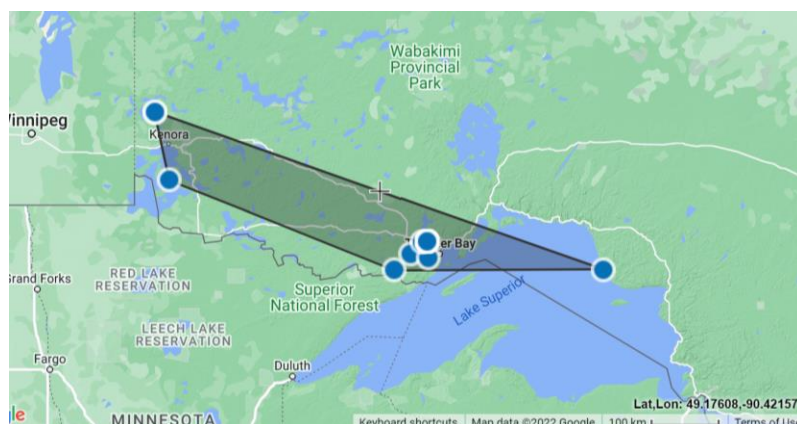 Wabakimi
Provincial
Park
Winnipeg
Kenora
er Bay
Grand Forks
RED LAKE
RESERVATION
Superior
National Forest
Lake Superior
LEECH LAKE
RESERVATION
Fargo
Duluth
Lat,Lon: 49.17608,-90.42157
MINNESOTA
Keyboard shortcuts
Map data ©2022 Google
100 km
Terms of Use